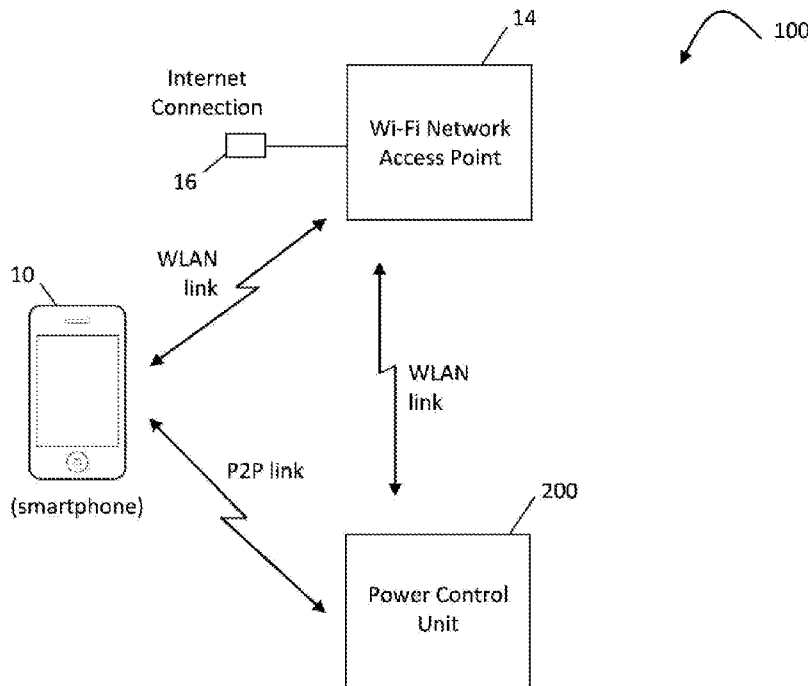 14
100
Internet
Connection
Wi-Fi Network
Access Point
16
WLAN
link
10
WLAN
link
P2P link
(smartphone)
200
Power Control
Unit